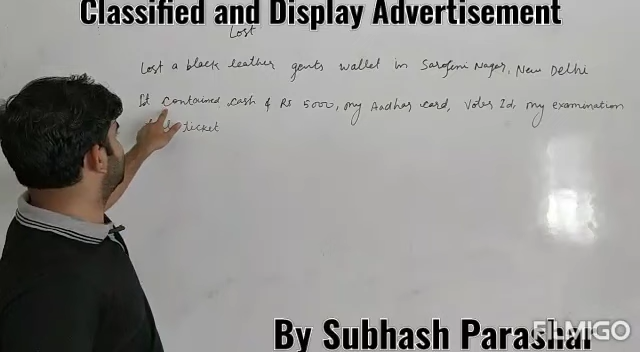 Classified and Display Advertisement
Lost
Lost a black leather gents wallet in Sarojini Nagar, New Delhi
It contained cash of Rs 5000, my Aadhar card, Voter Id, my examination
ticket
By Subhash Parashar
FILMIGO